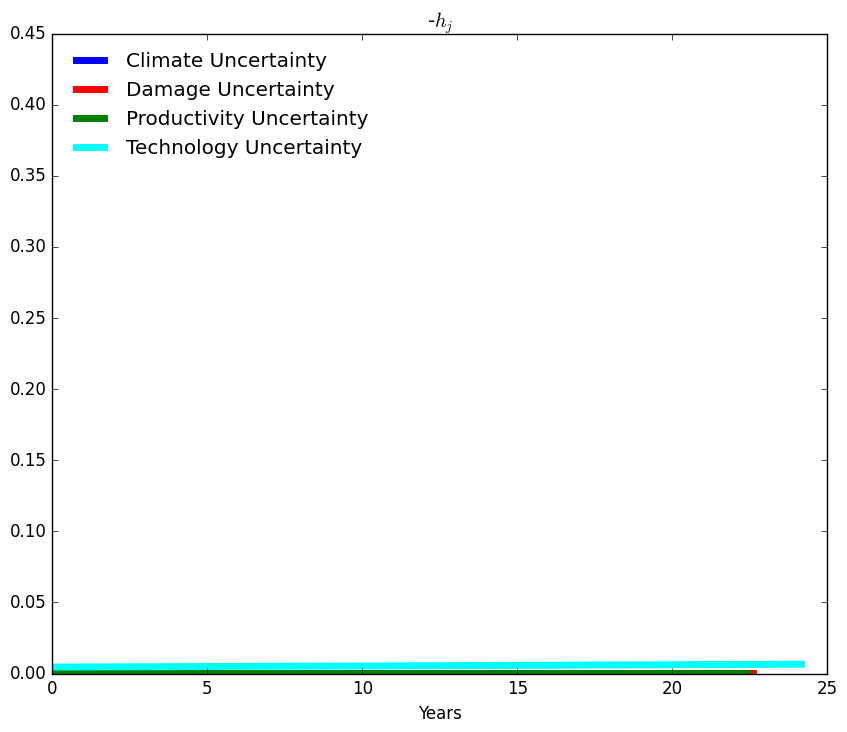 -hj
0.45
Climate Uncertainty
Damage Uncertainty
0.40
Productivity Uncertainty
Technology Uncertainty
0.35
0.30
0.25
0.20
0.15
0.10
0.05
0.00
0 5 10 15 20 25
Years